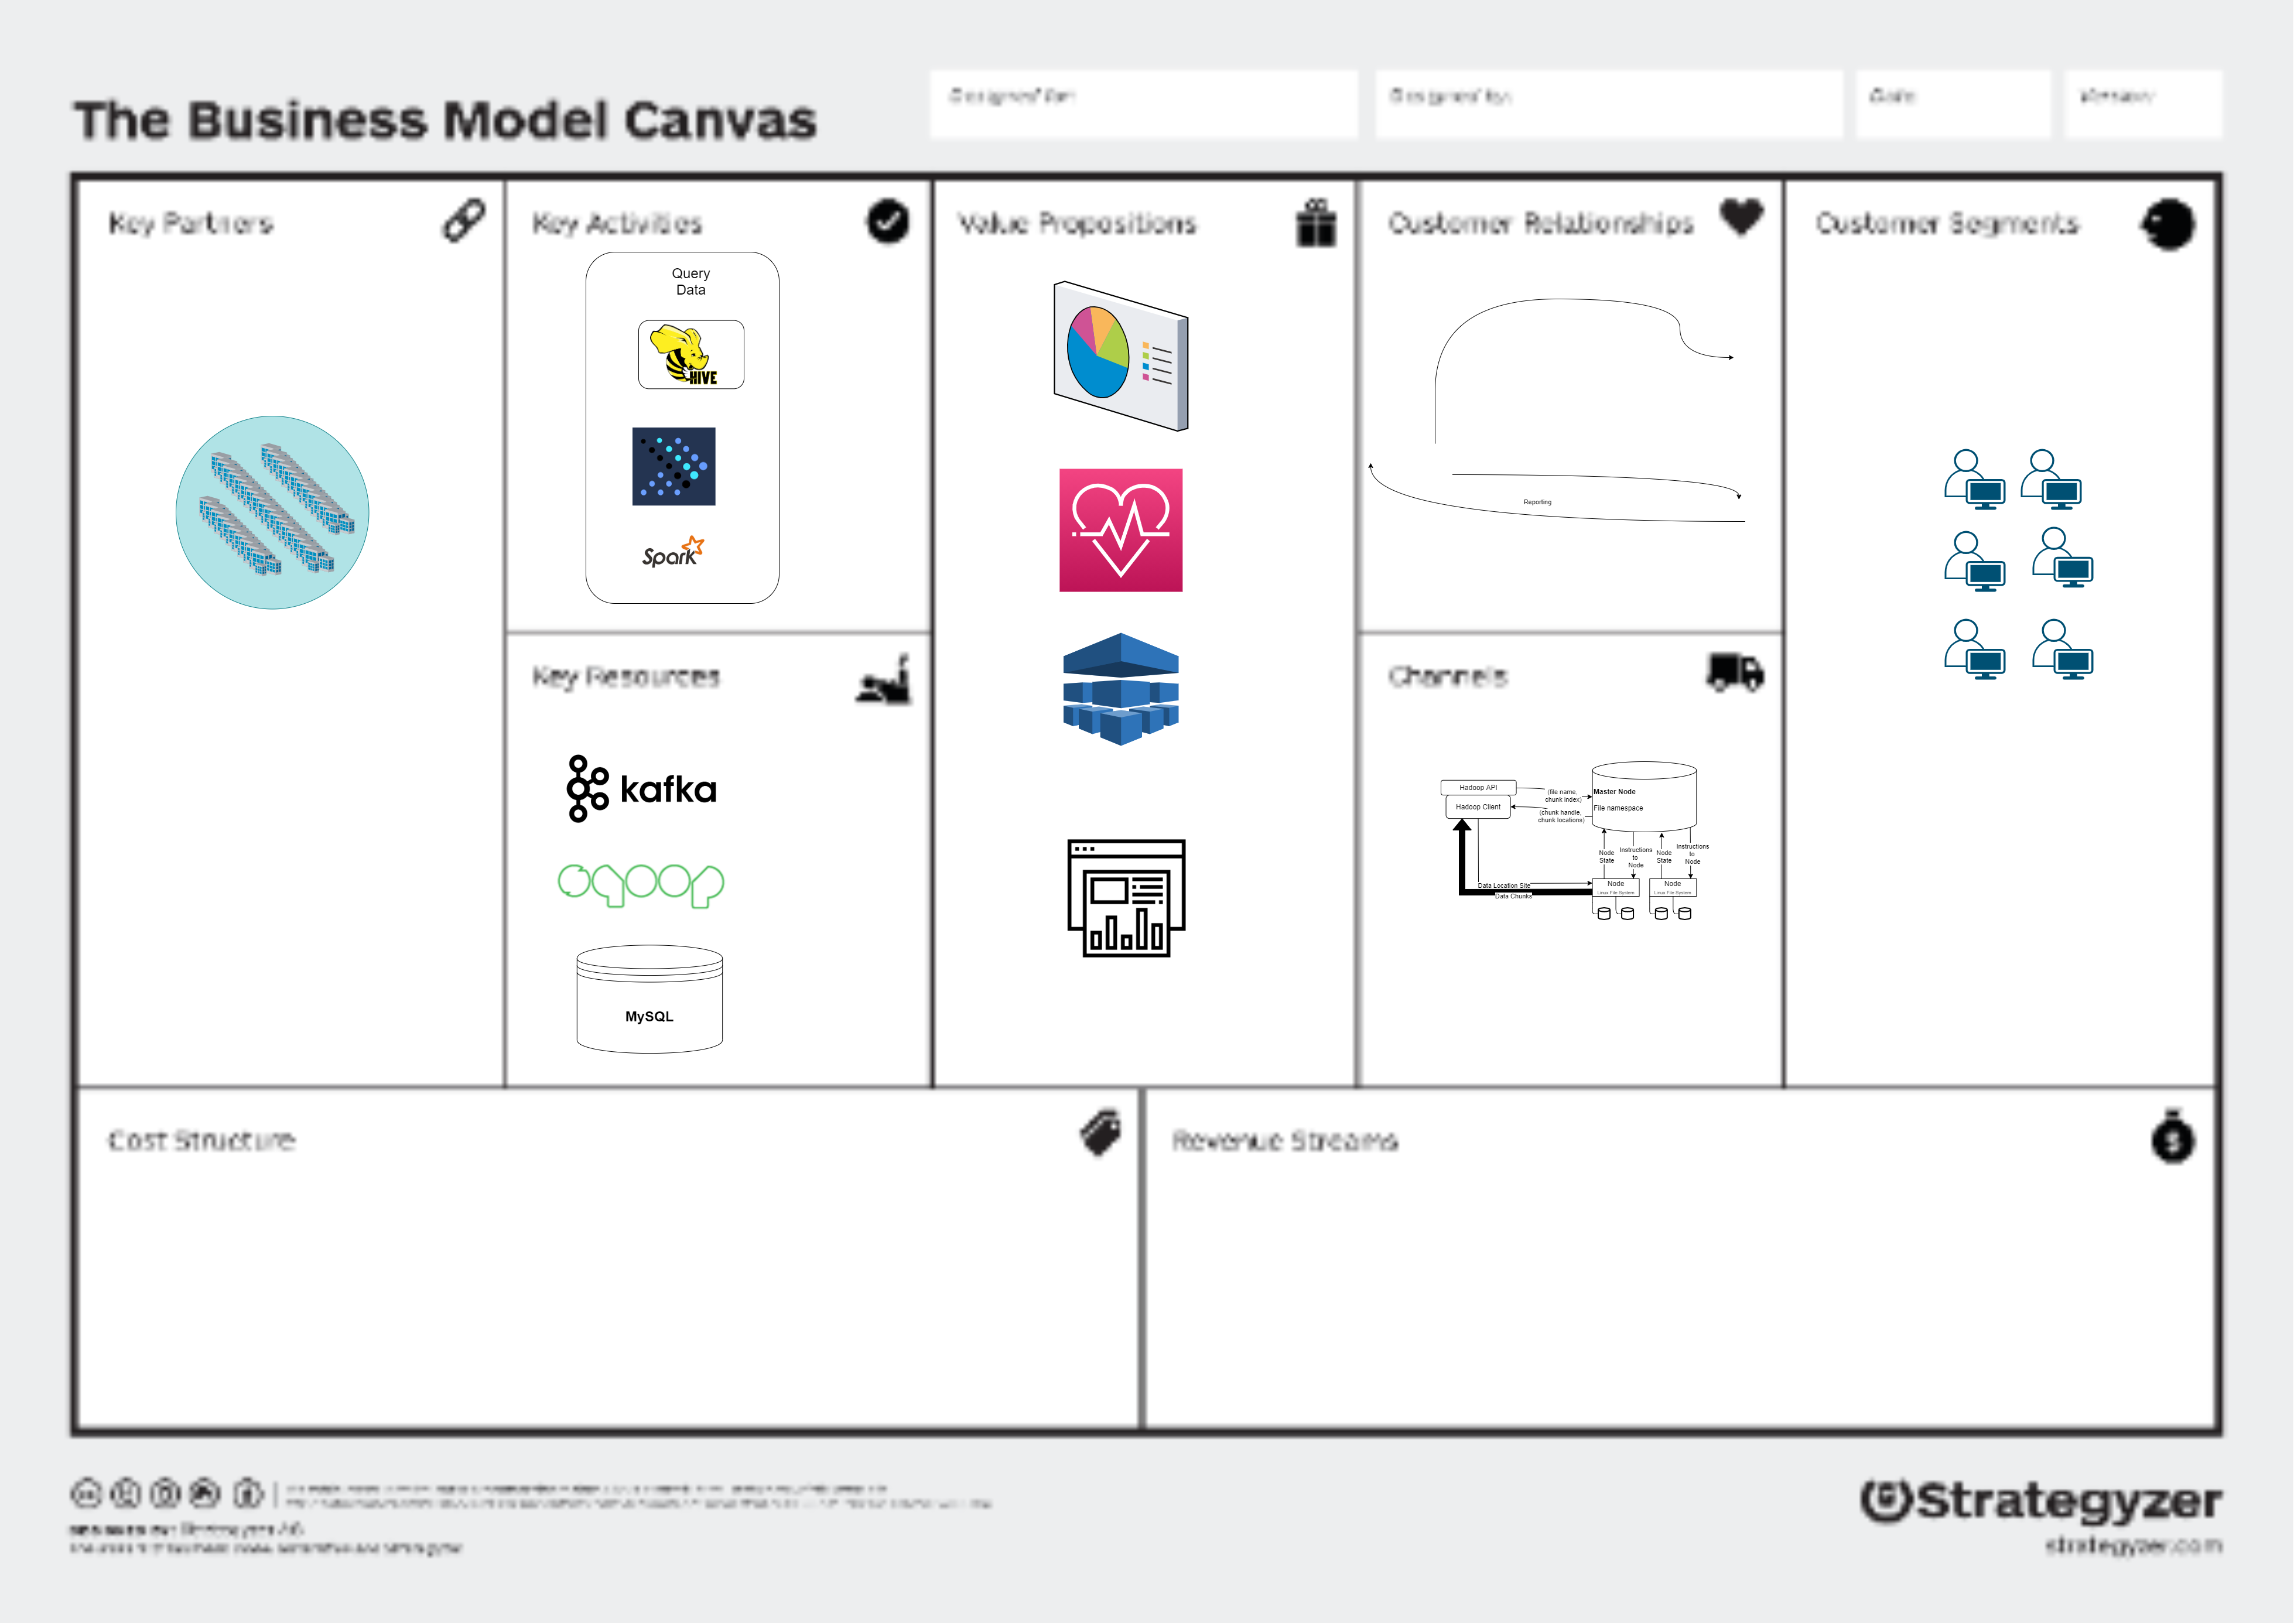 The Business Model Canvas
Designed for:
Designed by:
Date:
Version:
Key Partners
Key Activities
Value Propositions
Customer Relationships
Customer Segments
Query
Data
HIVE
Spark
Reporting
Key Resources
Channels
kafka
sqoop
MySQL
Hadoop API
Hadoop Client
(file name,
chunk index)
(chunk handle,
chunk locations)
Master Node
File namespace
Node
State
Instructions
to
Node
Node
State
Instructions
to
Node
Data Location Site
Data Chunks
Node
Linux File System
Node
Linux File System
Cost Structure
Revenue Streams
Strategyzer AG
Strategyzer
strategyzer.com